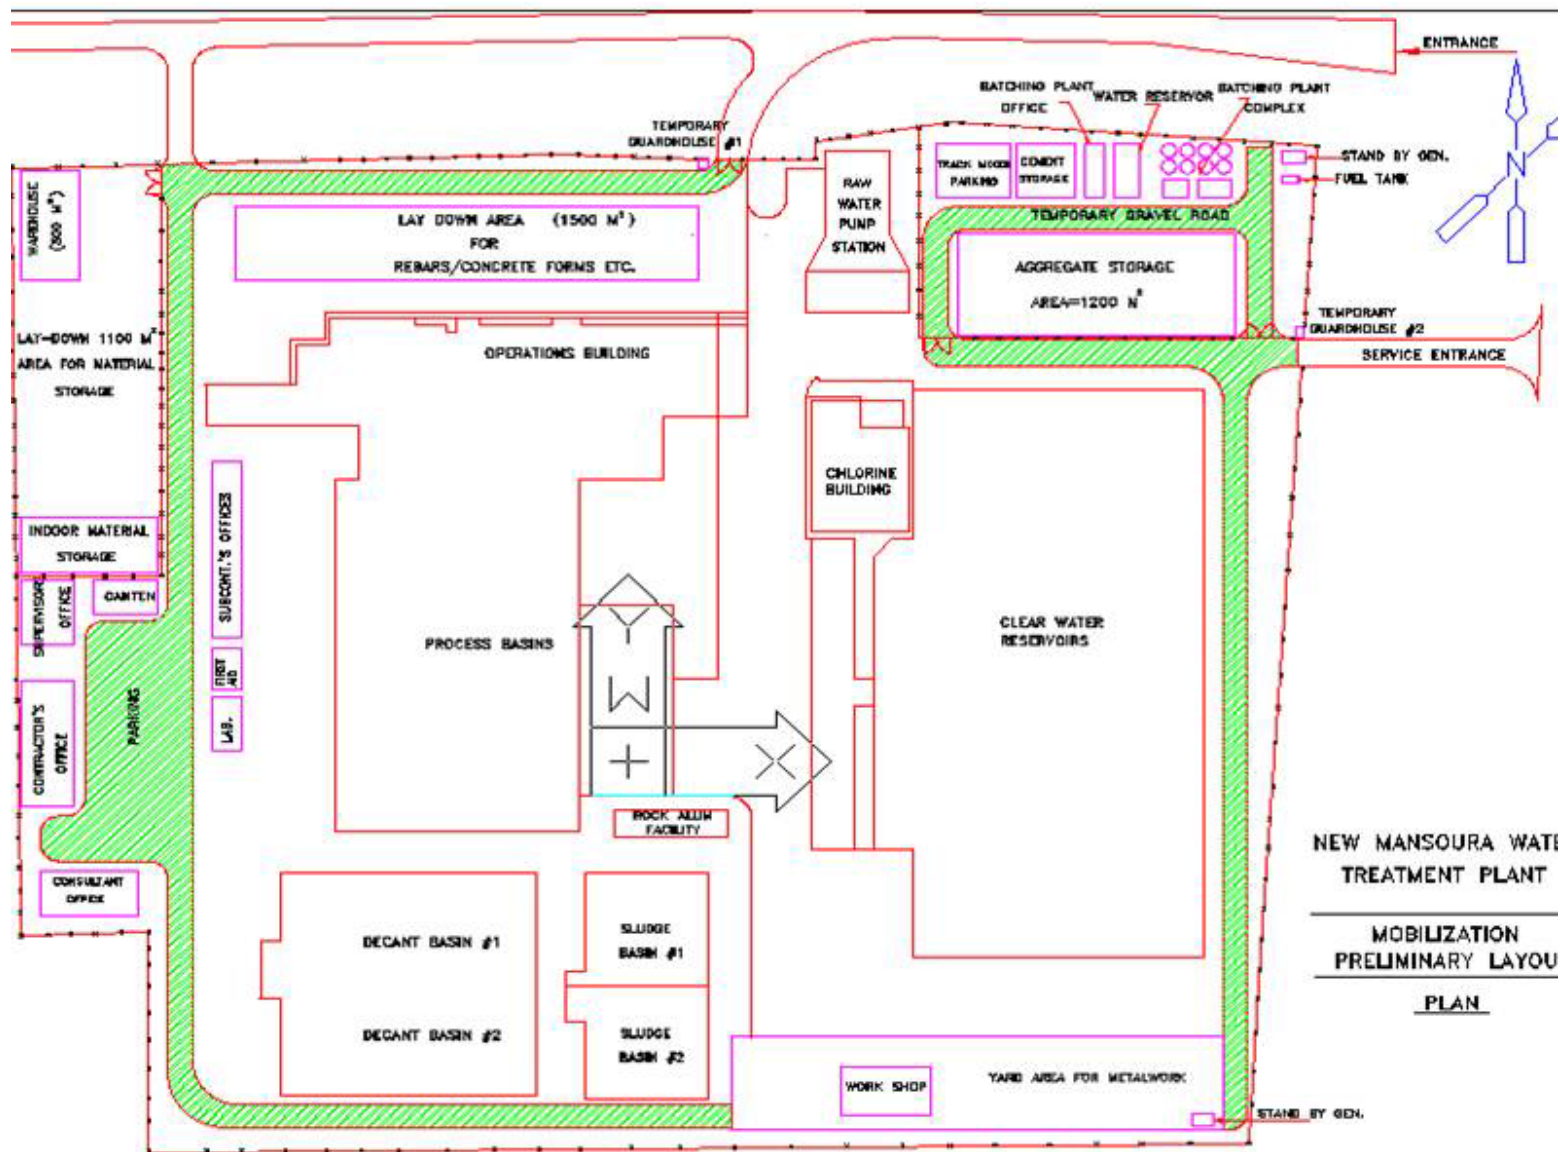 ENTRANCE
BATCHING PLANT
OFFICE
WATER RESERVOR
BATCHING PLANT
COMPLEX
TEMPORARY
GUARDHOUSE #1
STAND BY GEN.
FUEL TANK
N
WAREHOUSE
(300 M²)
TRACK MIXER
PARKING
CEMENT
STORAGE
RAW
WATER
PUMP
STATION
LAY DOWN AREA (1500 M²)
FOR
REBARS/CONCRETE FORMS ETC.
TEMPORARY GRAVEL ROAD
AGGREGATE STORAGE
AREA=1200 M²
TEMPORARY
GUARDHOUSE #2
SERVICE ENTRANCE
LAY-DOWN 1100 M²
AREA FOR MATERIAL
STORAGE
OPERATIONS BUILDING
CHLORINE
BUILDING
INDOOR MATERIAL
STORAGE
SUBCONT.'S OFFICES
SUPERVISORS
OFFICE
CANTEN
CLEAR WATER
RESERVOIRS
PROCESS BASINS
Y
W
+
X
FIRST
AID
LAB.
PARKING
CONTRACTOR'S
OFFICE
ROCK ALUM
FACILITY
NEW MANSOURA WATE
TREATMENT PLANT
CONSULTANT
OFFICE
DECANT BASIN #1
SLUDGE
BASIN #1
MOBILIZATION
PRELIMINARY LAYOU
PLAN
DECANT BASIN #2
SLUDGE
BASIN #2
WORK SHOP
YARD AREA FOR METALWORK
STAND BY GEN.